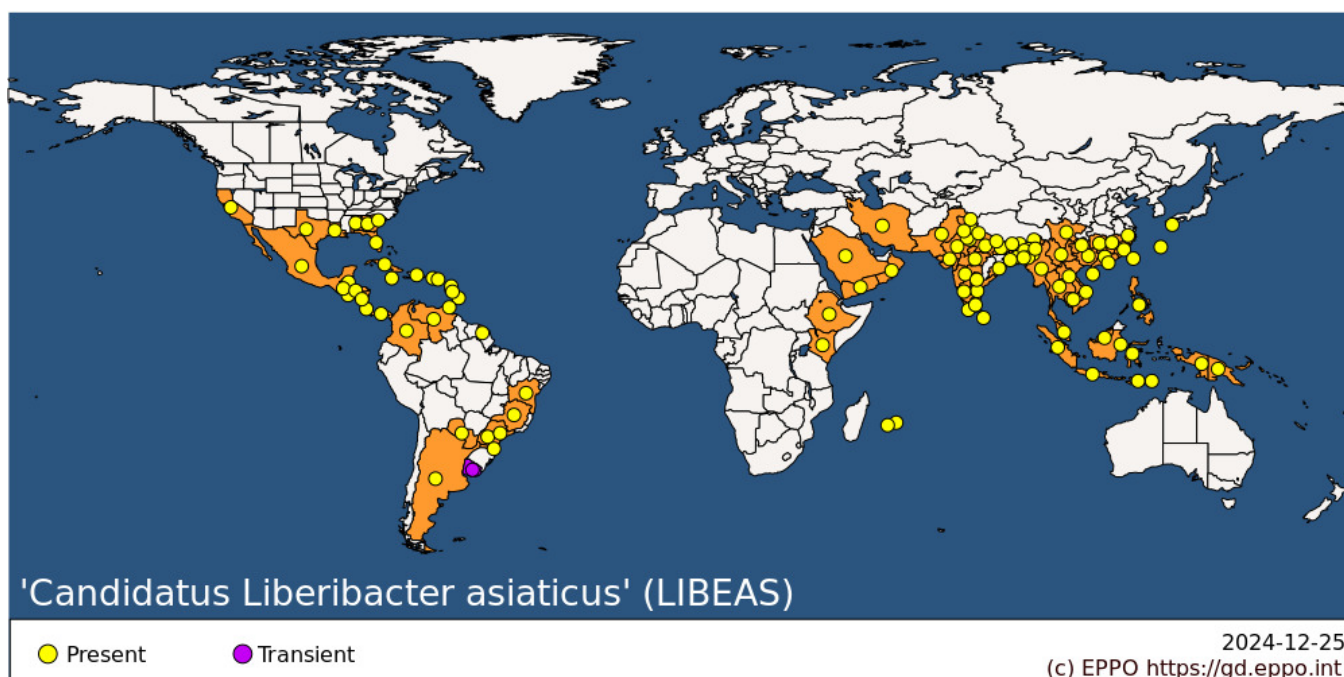 'Candidatus Liberibacter asiaticus' (LIBEAS)
Present
Transient
2024-12-25
(c) EPPO https://gd.eppo.int